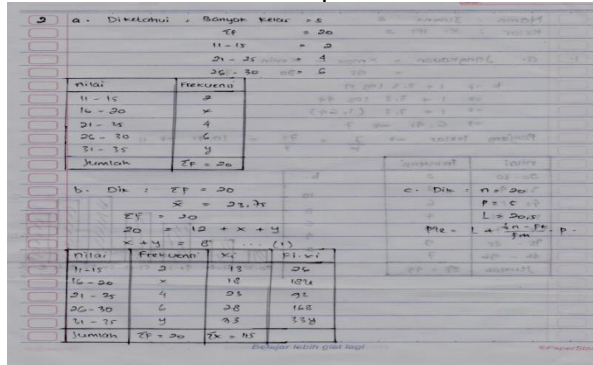 2 a. Diketahui : Banyak kelas = 5
Σf = 20
11 - 15 = 2
21 - 25 = 4
26 - 30 = 6
nilai Frekuensi
11 - 15 2
16 - 20 x
21 - 25 4
26 - 30 6
31 - 35 y
Jumlah Σf = 20
b. Dik : Σf = 20
x̄ = 23,75
Σf = 20
20 = 12 + x + y
x + y = 8 ... (1)
nilai Frekuensi xi Fi.xi
11-15 2 13 26
16 - 20 x 18 18x
21 - 25 4 23 92
26 - 30 6 28 168
31 - 35 y 33 33y
Jumlah Σf = 20 Σx = 115
c. Dik : n = 20
P = 5
L = 20,5
Me = L + ½n - Fk / fm . P
Belajar lebih giat lagi